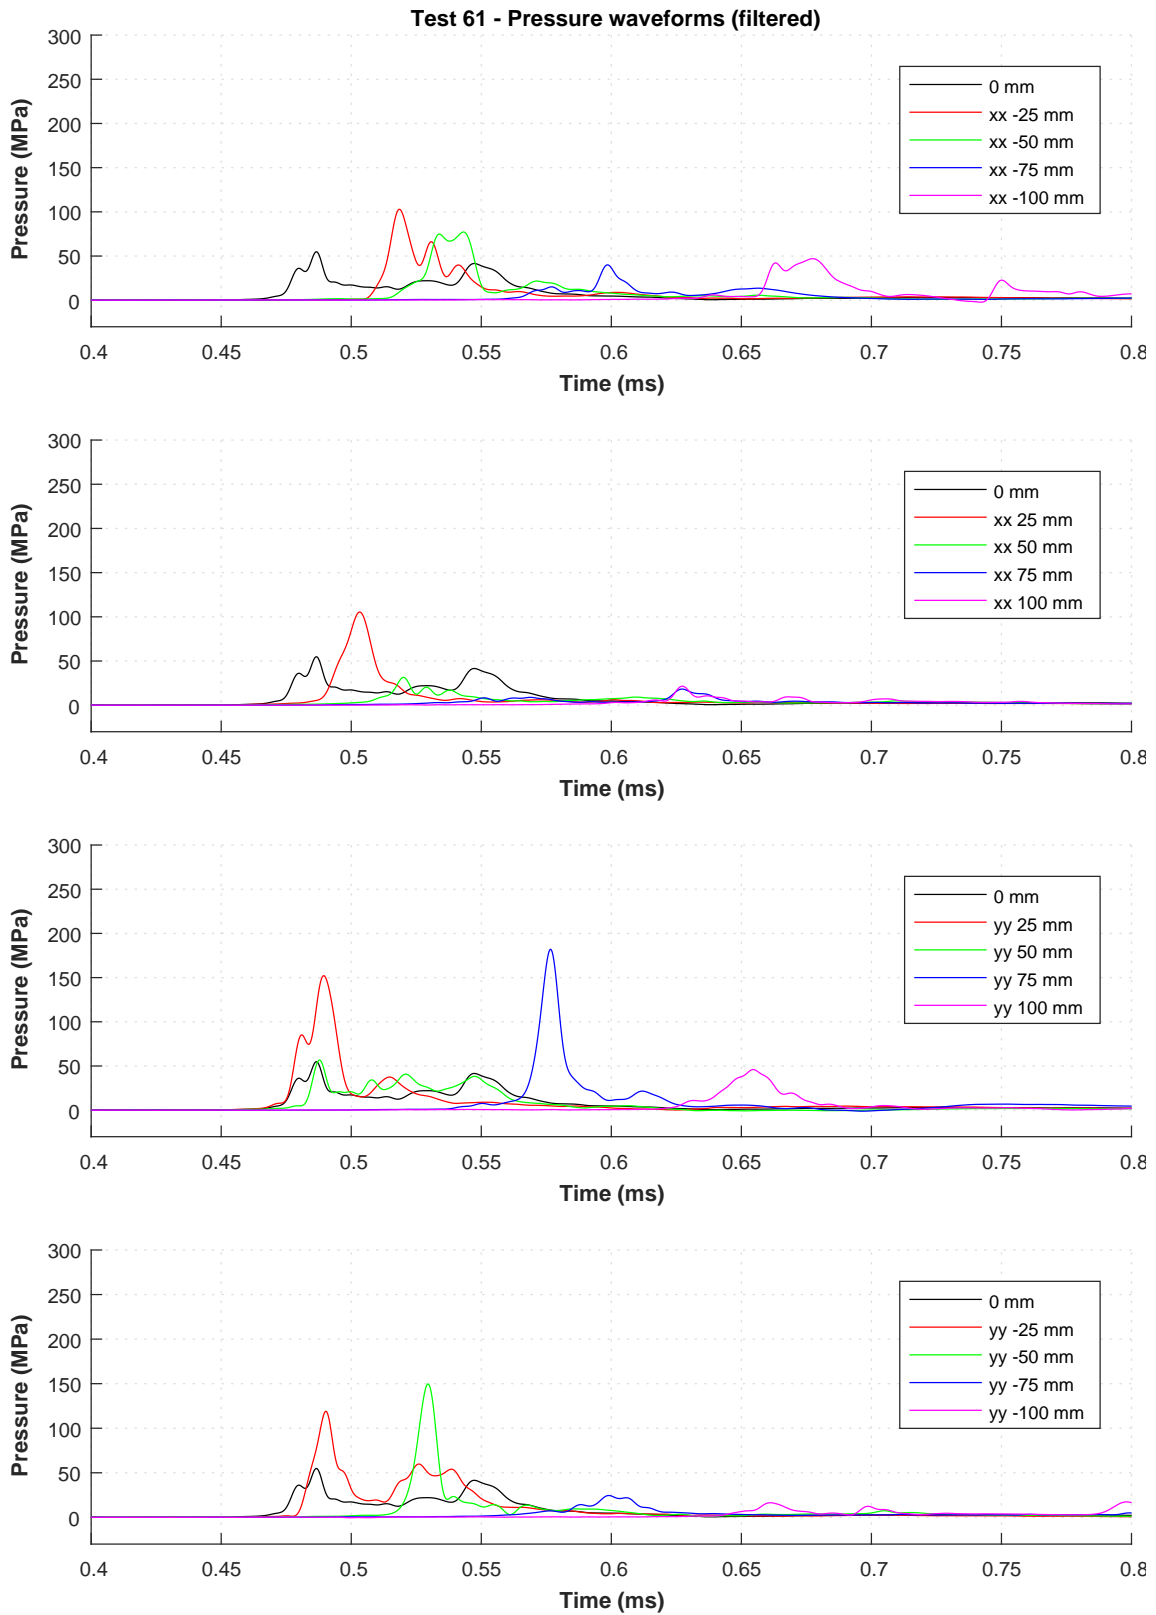 Test 61 - Pressure waveforms (filtered)
300
250
200
150
100
50
0
Pressure (MPa)
0 mm
xx -25 mm
xx -50 mm
xx -75 mm
xx -100 mm
0.4 0.45 0.5 0.55 0.6 0.65 0.7 0.75 0.8
Time (ms)
300
250
200
150
100
50
0
Pressure (MPa)
0 mm
xx 25 mm
xx 50 mm
xx 75 mm
xx 100 mm
0.4 0.45 0.5 0.55 0.6 0.65 0.7 0.75 0.8
Time (ms)
300
250
200
150
100
50
0
Pressure (MPa)
0 mm
yy 25 mm
yy 50 mm
yy 75 mm
yy 100 mm
0.4 0.45 0.5 0.55 0.6 0.65 0.7 0.75 0.8
Time (ms)
300
250
200
150
100
50
0
Pressure (MPa)
0 mm
yy -25 mm
yy -50 mm
yy -75 mm
yy -100 mm
0.4 0.45 0.5 0.55 0.6 0.65 0.7 0.75 0.8
Time (ms)